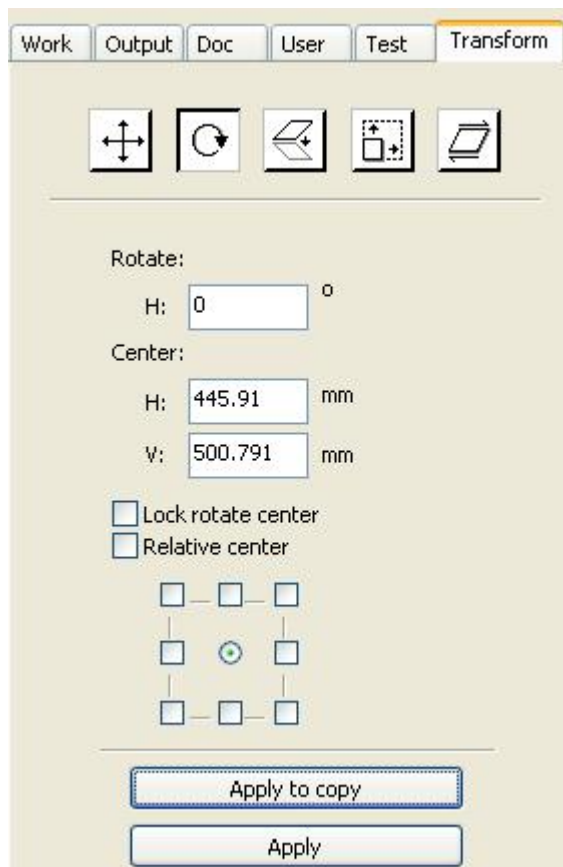 Work Output Doc User Test Transform
Rotate:
H: 0 o
Center:
H: 445.91 mm
V: 500.791 mm
Lock rotate center
Relative center
Apply to copy
Apply